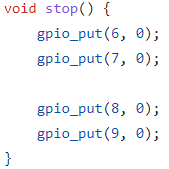 void stop() {
    gpio_put(6, 0);
    gpio_put(7, 0);

    gpio_put(8, 0);
    gpio_put(9, 0);
}